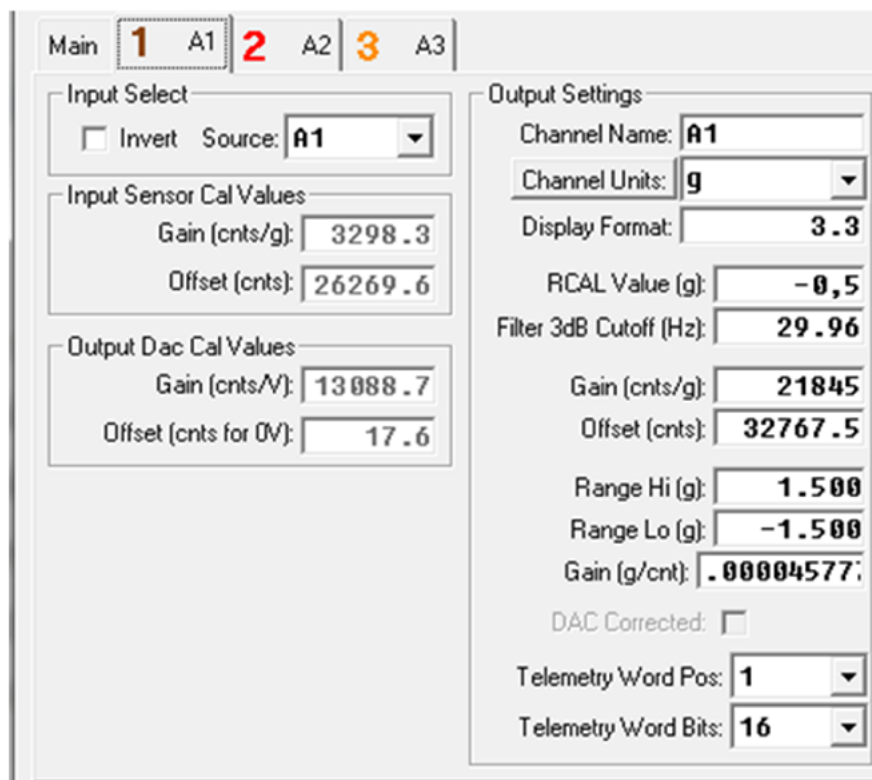 Main 1 A1 2 A2 3 A3
Input Select
Invert Source: A1
Input Sensor Cal Values
Gain (cnts/g): 3298.3
Offset (cnts): 26269.6
Output Dac Cal Values
Gain (cnts/V): 13088.7
Offset (cnts for 0V): 17.6
Output Settings
Channel Name: A1
Channel Units: g
Display Format: 3.3
RCAL Value (g): -0,5
Filter 3dB Cutoff (Hz): 29.96
Gain (cnts/g): 21845
Offset (cnts): 32767.5
Range Hi (g): 1.500
Range Lo (g): -1.500
Gain (g/cnt): .000045777
DAC Corrected:
Telemetry Word Pos: 1
Telemetry Word Bits: 16